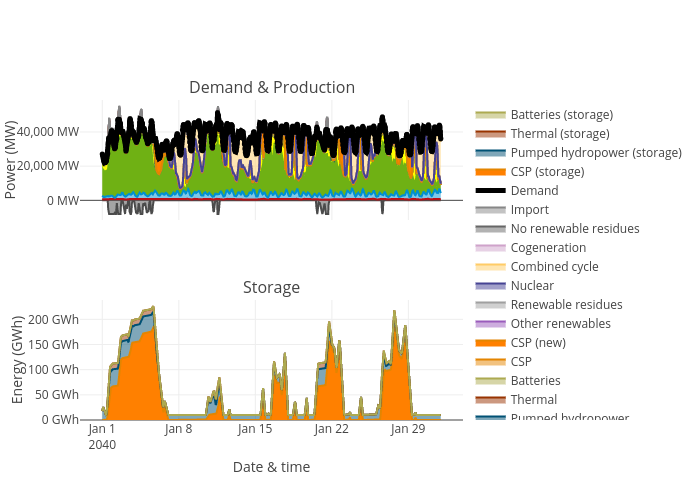 Demand & Production
Power (MW)
40,000 MW
20,000 MW
0 MW
Storage
Energy (GWh)
200 GWh
150 GWh
100 GWh
50 GWh
0 GWh
Jan 1
2040
Jan 8
Jan 15
Jan 22
Jan 29
Date & time
Batteries (storage)
Thermal (storage)
Pumped hydropower (storage)
CSP (storage)
Demand
Import
No renewable residues
Cogeneration
Combined cycle
Nuclear
Renewable residues
Other renewables
CSP (new)
CSP
Batteries
Thermal
Pumped hydropower